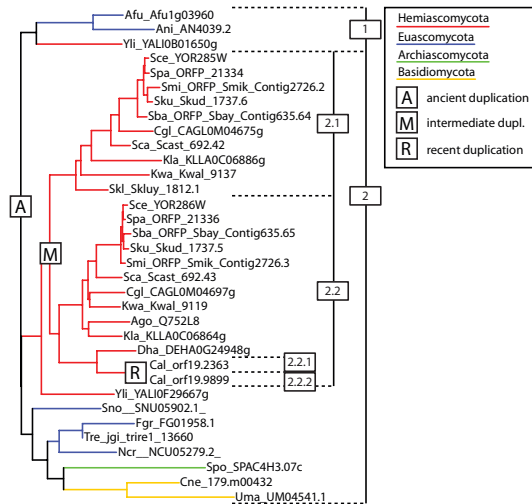 Afu_Afu1g03960
Ani_AN4039.2
Yli_YALI0B01650g
Sce_YOR285W
Spa_ORFP_21334
Smi_ORFP_Smik_Contig2726.2
Sku_Skud_1737.6
Sba_ORFP_Sbay_Contig635.64
Cgl_CAGL0M04675g
Sca_Scast_692.42
Kla_KLLA0C06886g
Kwa_Kwal_9137
Skl_Skluy_1812.1
Sce_YOR286W
Spa_ORFP_21336
Sba_ORFP_Sbay_Contig635.65
Sku_Skud_1737.5
Smi_ORFP_Smik_Contig2726.3
Sca_Scast_692.43
Cgl_CAGL0M04697g
Kwa_Kwal_9119
Ago_Q752L8
Kla_KLLA0C06864g
Dha_DEHA0G24948g
Cal_orf19.2363
Cal_orf19.9899
Yli_YALI0F29667g
Sno__SNU05902.1_
Fgr_FG01958.1
Tre_jgi_trire1_13660
Ncr__NCU05279.2_
Spo_SPAC4H3.07c
Cne_179.m00432
Uma_UM04541.1
A
M
R
1
2.1
2
2.2
2.2.1
2.2.2
Hemiascomycota
Euascomycota
Archiascomycota
Basidiomycota
A ancient duplication
M intermediate dupl.
R recent duplication